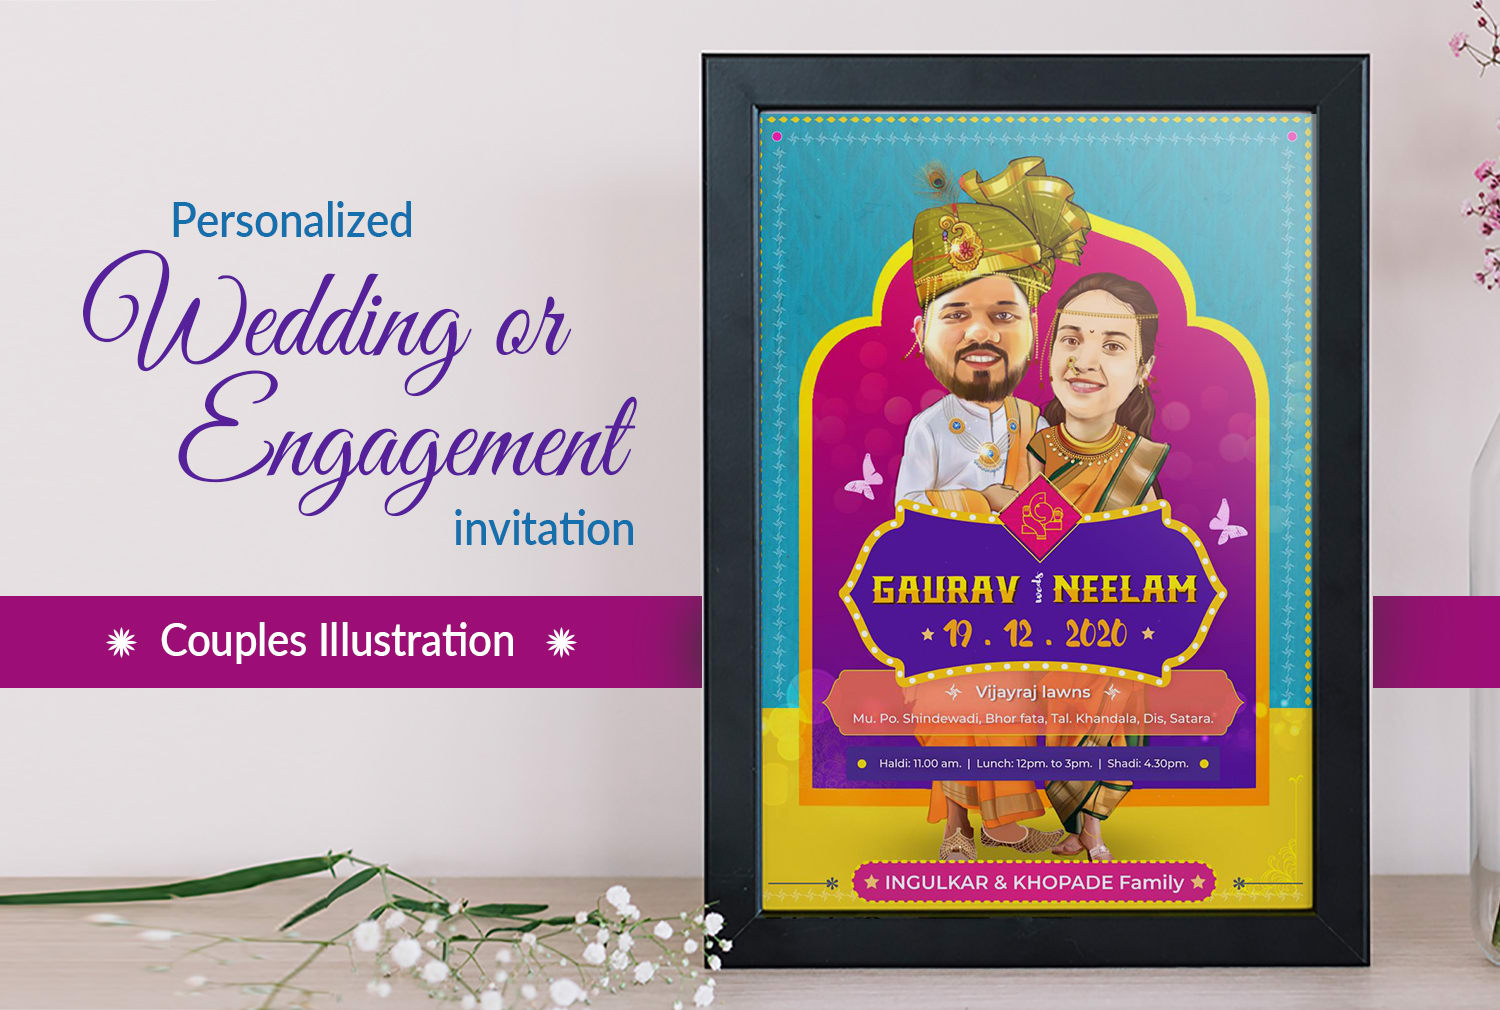 Personalized
Wedding or
Engagement
invitation
Couples Illustration
GAURAV weds NEELAM
19 . 12 . 2020
Vijayraj lawns
Mu. Po. Shindewadi, Bhor fata, Tal. Khandala, Dis, Satara.
Haldi: 11.00 am. | Lunch: 12pm. to 3pm. | Shadi: 4.30pm.
INGULKAR & KHOPADE Family